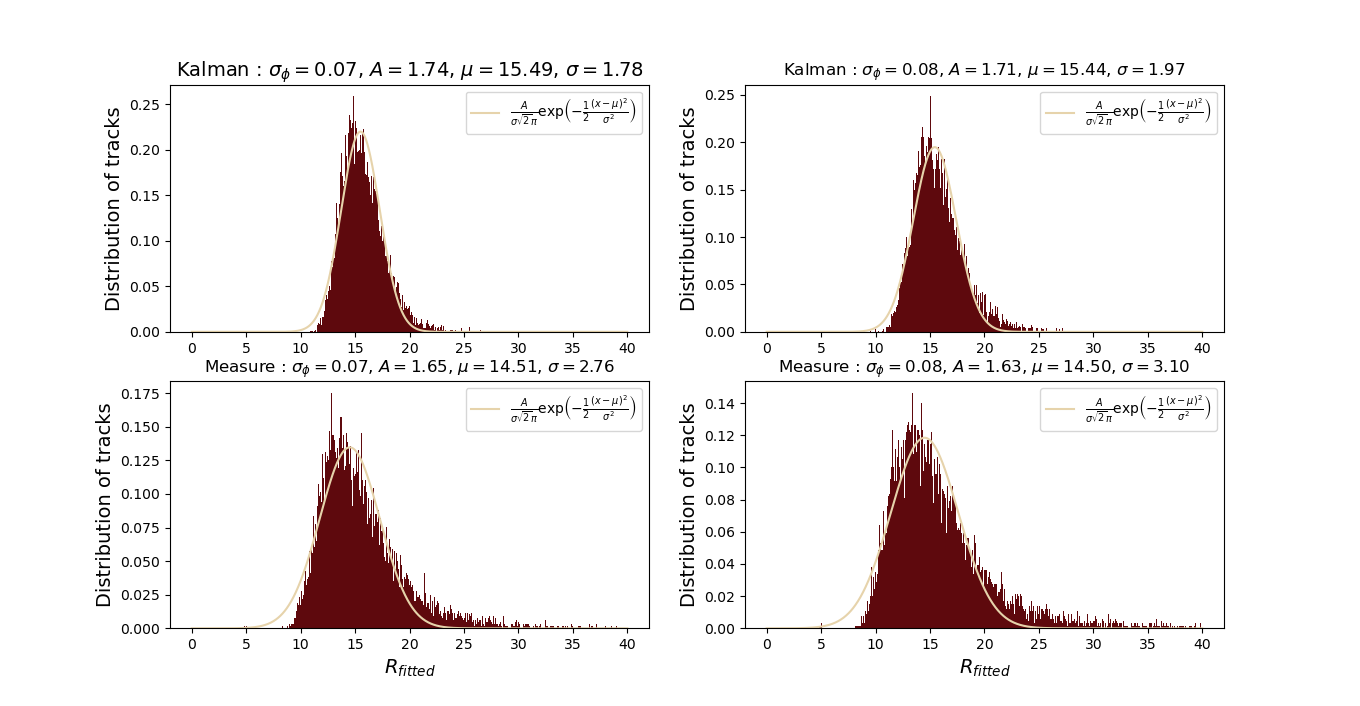 Kalman : σ_ϕ = 0.07, A = 1.74, μ = 15.49, σ = 1.78
A/(σ√2π) exp(−1/2 (x−μ)²/σ²)
Distribution of tracks
0.25
0.20
0.15
0.10
0.05
0.00
0 5 10 15 20 25 30 35 40
Kalman : σ_ϕ = 0.08, A = 1.71, μ = 15.44, σ = 1.97
A/(σ√2π) exp(−1/2 (x−μ)²/σ²)
Distribution of tracks
0.25
0.20
0.15
0.10
0.05
0.00
0 5 10 15 20 25 30 35 40
Measure : σ_ϕ = 0.07, A = 1.65, μ = 14.51, σ = 2.76
A/(σ√2π) exp(−1/2 (x−μ)²/σ²)
Distribution of tracks
0.175
0.150
0.125
0.100
0.075
0.050
0.025
0.000
0 5 10 15 20 25 30 35 40
R_fitted
Measure : σ_ϕ = 0.08, A = 1.63, μ = 14.50, σ = 3.10
A/(σ√2π) exp(−1/2 (x−μ)²/σ²)
Distribution of tracks
0.14
0.12
0.10
0.08
0.06
0.04
0.02
0.00
0 5 10 15 20 25 30 35 40
R_fitted